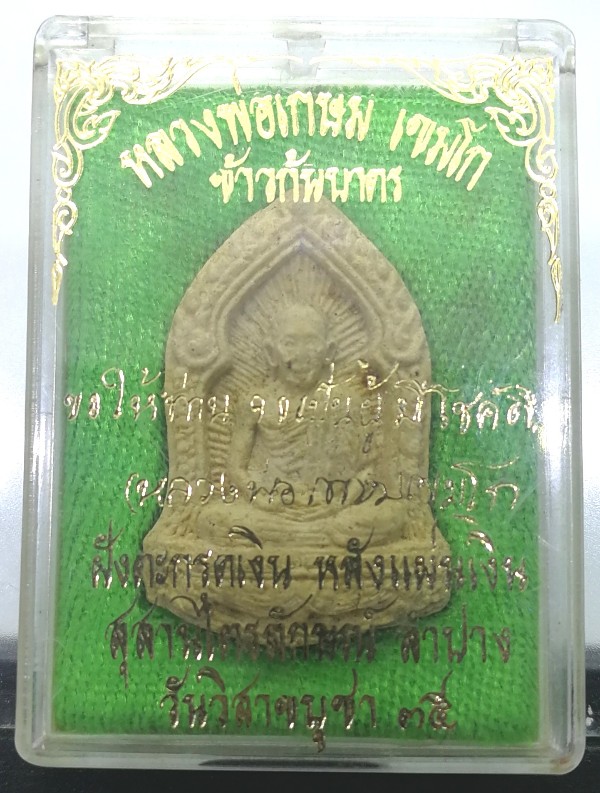 หลวงพ่อเกษม เขมโก
ข้าวก้นบาตร
ขอให้ท่าน จงเป็นผู้ มีโชคดี
(หลวงพ่อเกษมเขมโก
ฝังตะกรุดเงิน หลังแผ่นเงิน
สุสานไตรลักษณ์ ลำปาง
วันวิสาขบูชา ๓๕